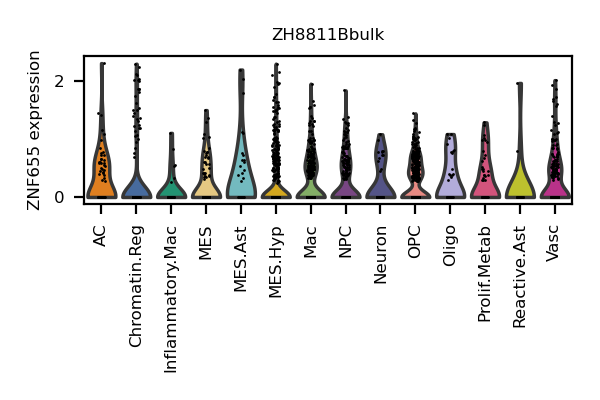 ZH8811Bbulk
ZNF655 expression
2
0
AC
Chromatin.Reg
Inflammatory.Mac
MES
MES.Ast
MES.Hyp
Mac
NPC
Neuron
OPC
Oligo
Prolif.Metab
Reactive.Ast
Vasc